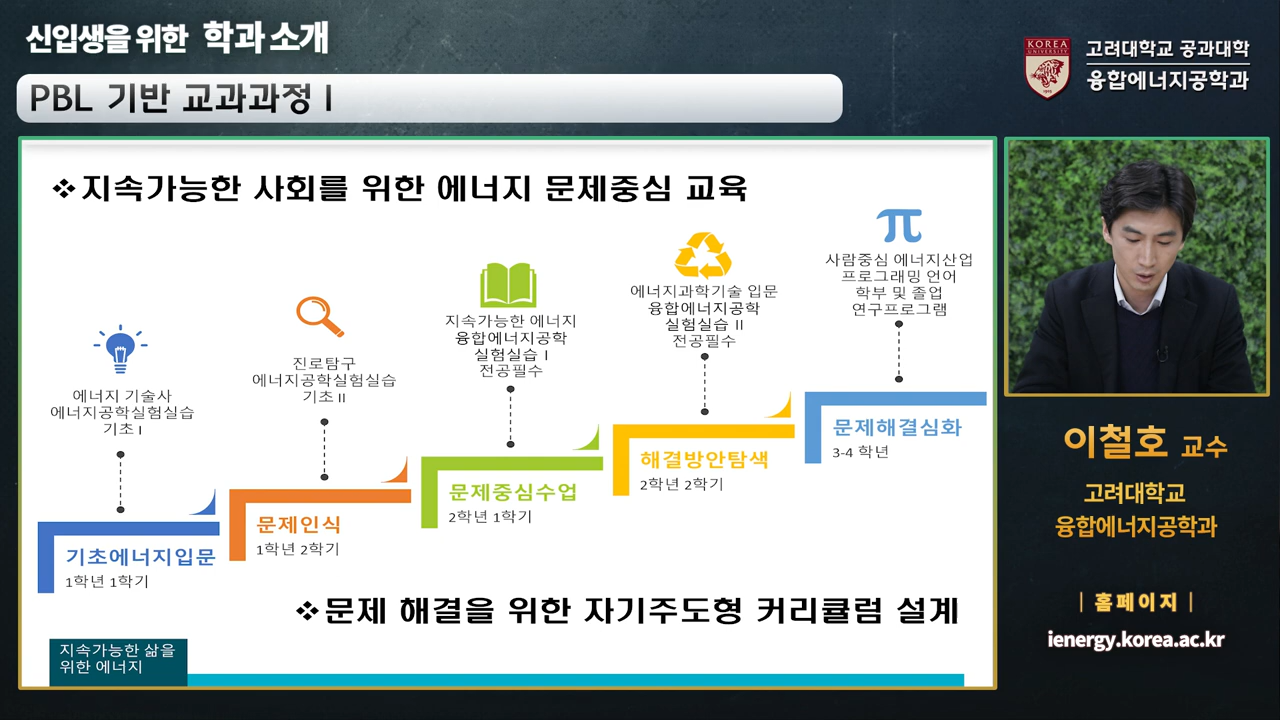 신입생을 위한 학과 소개
PBL 기반 교과과정 I
KOREA
UNIVERSITY
고려대학교 공과대학
융합에너지공학과
❖지속가능한 사회를 위한 에너지 문제중심 교육
에너지 기술사
에너지공학실험실습
기초 I
기초에너지입문
1학년 1학기
진로탐구
에너지공학실험실습
기초 II
문제인식
1학년 2학기
지속가능한 에너지
융합에너지공학
실험실습 I
전공필수
문제중심수업
2학년 1학기
에너지과학기술 입문
융합에너지공학
실험실습 II
전공필수
해결방안탐색
2학년 2학기
π
사람중심 에너지산업
프로그래밍 언어
학부 및 졸업
연구프로그램
문제해결심화
3-4 학년
❖문제 해결을 위한 자기주도형 커리큘럼 설계
지속가능한 삶을
위한 에너지
이철호 교수
고려대학교
융합에너지공학과
| 홈페이지 |
ienergy.korea.ac.kr